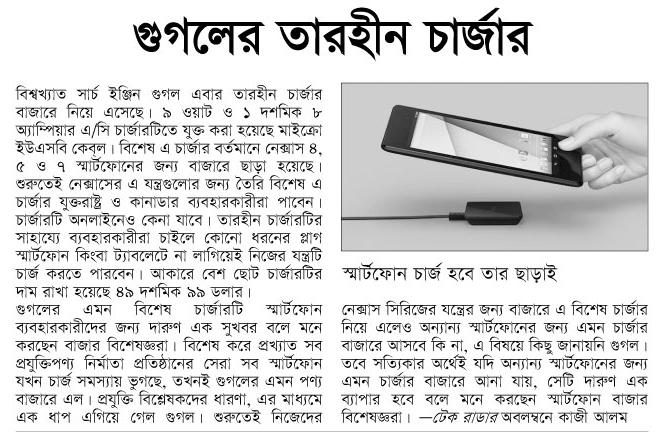 গুগলের তারহীন চার্জার
বিশ্বখ্যাত সার্চ ইঞ্জিন গুগল এবার তারহীন চার্জার
বাজারে নিয়ে এসেছে। ৯ ওয়াট ও ১ দশমিক ৮
অ্যাম্পিয়ার এ/সি চার্জারটিতে যুক্ত করা হয়েছে মাইক্রো
ইউএসবি কেবল। বিশেষ এ চার্জার বর্তমানে নেক্সাস ৪,
৫ ও ৭ স্মার্টফোনের জন্য বাজারে ছাড়া হয়েছে।
শুরুতেই নেক্সাসের এ যন্ত্রগুলোর জন্য তৈরি বিশেষ এ
চার্জার যুক্তরাষ্ট্র ও কানাডার ব্যবহারকারীরা পাবেন।
চার্জারটি অনলাইনেও কেনা যাবে। তারহীন চার্জারটির
সাহায্যে ব্যবহারকারীরা চাইলে কোনো ধরনের প্লাগ
স্মার্টফোন কিংবা ট্যাবলেটে না লাগিয়েই নিজের যন্ত্রটি
চার্জ করতে পারবেন। আকারে বেশ ছোট চার্জারটির
দাম রাখা হয়েছে ৪৯ দশমিক ৯৯ ডলার।
গুগলের এমন বিশেষ চার্জারটি স্মার্টফোন
ব্যবহারকারীদের জন্য দারুণ এক সুখবর বলে মনে
করছেন বাজার বিশেষজ্ঞরা। বিশেষ করে প্রখ্যাত সব
প্রযুক্তিপণ্য নির্মাতা প্রতিষ্ঠানের সেরা সব স্মার্টফোন
যখন চার্জ সমস্যায় ভুগছে, তখনই গুগলের এমন পণ্য
বাজারে এল। প্রযুক্তি বিশ্লেষকদের ধারণা, এর মাধ্যমে
এক ধাপ এগিয়ে গেল গুগল। শুরুতেই নিজেদের
স্মার্টফোন চার্জ হবে তার ছাড়াই
নেক্সাস সিরিজের যন্ত্রের জন্য বাজারে এ বিশেষ চার্জার
নিয়ে এলেও অন্যান্য স্মার্টফোনের জন্য এমন চার্জার
বাজারে আসবে কি না, এ বিষয়ে কিছু জানায়নি গুগল।
তবে সত্যিকার অর্থেই যদি অন্যান্য স্মার্টফোনের জন্য
এমন চার্জার বাজারে আনা যায়, সেটি দারুণ এক
ব্যাপার হবে বলে মনে করছেন স্মার্টফোন বাজার
বিশেষজ্ঞরা। —টেক রাডার অবলম্বনে কাজী আলম